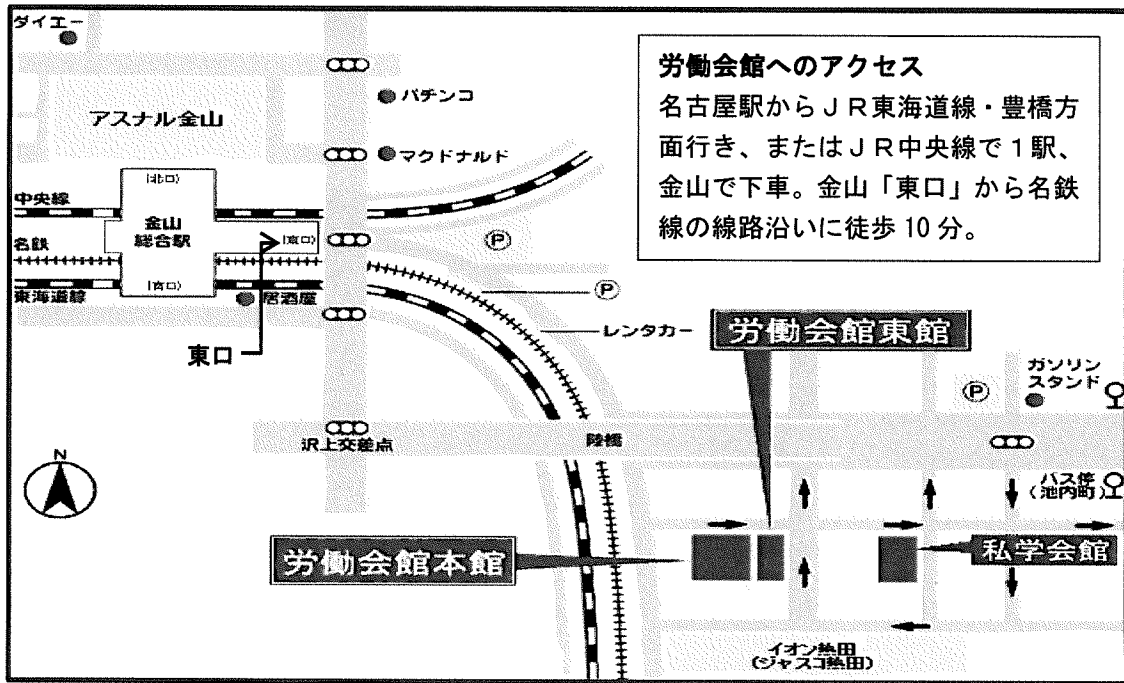 ダイエー
パチンコ
アスナル金山
マクドナルド
(北口)
中央線
金山
総合駅
名鉄
(東口)
(南口)
東海道線
居酒屋
東口
P
P
レンタカー
労働会館へのアクセス
名古屋駅からJR東海道線・豊橋方
面行き、またはJR中央線で1駅、
金山で下車。金山「東口」から名鉄
線の線路沿いに徒歩10分。
労働会館東館
P
ガソリン
スタンド
沢上交差点
陸橋
N
バス停
(池内町)
労働会館本館
私学会館
イオン熱田
(ジャスコ熱田)